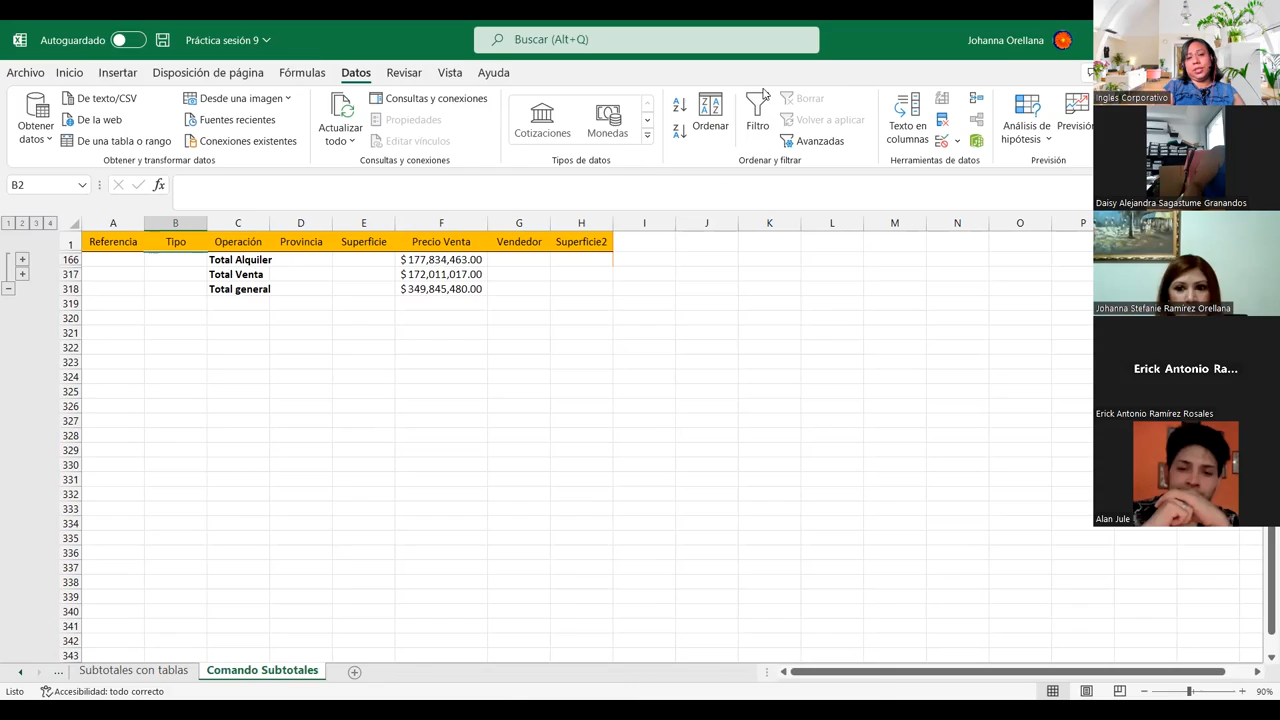 Autoguardado
Práctica sesión 9
Buscar (Alt+Q)
Johanna Orellana
Archivo Inicio Insertar Disposición de página Fórmulas Datos Revisar Vista Ayuda
Obtener datos
De texto/CSV
De la web
De una tabla o rango
Desde una imagen
Fuentes recientes
Conexiones existentes
Obtener y transformar datos
Actualizar todo
Propiedades
Editar vínculos
Consultas y conexiones
Cotizaciones
Monedas
Tipos de datos
Ordenar
Filtro
Borrar
Volver a aplicar
Avanzadas
Ordenar y filtrar
Texto en columnas
Herramientas de datos
Análisis de hipótesis
Previsión
B2
fx
1 2 3 4
A B C D E F G H I J K L M N O P
1 Referencia Tipo Operación Provincia Superficie Precio Venta Vendedor Superficie2
166 Total Alquiler $ 177,834,463.00
317 Total Venta $ 172,011,017.00
318 Total general $ 349,845,480.00
319
320
321
322
323
324
325
326
327
328
329
330
331
332
333
334
335
336
337
338
339
340
341
342
343
... Subtotales con tablas Comando Subtotales
Listo Accesibilidad: todo correcto 90%
Inglés Corporativo
Daisy Alejandra Sagastume Granandos
Johanna Stefanie Ramírez Orellana
Erick Antonio Ra...
Erick Antonio Ramírez Rosales
Alan Jule